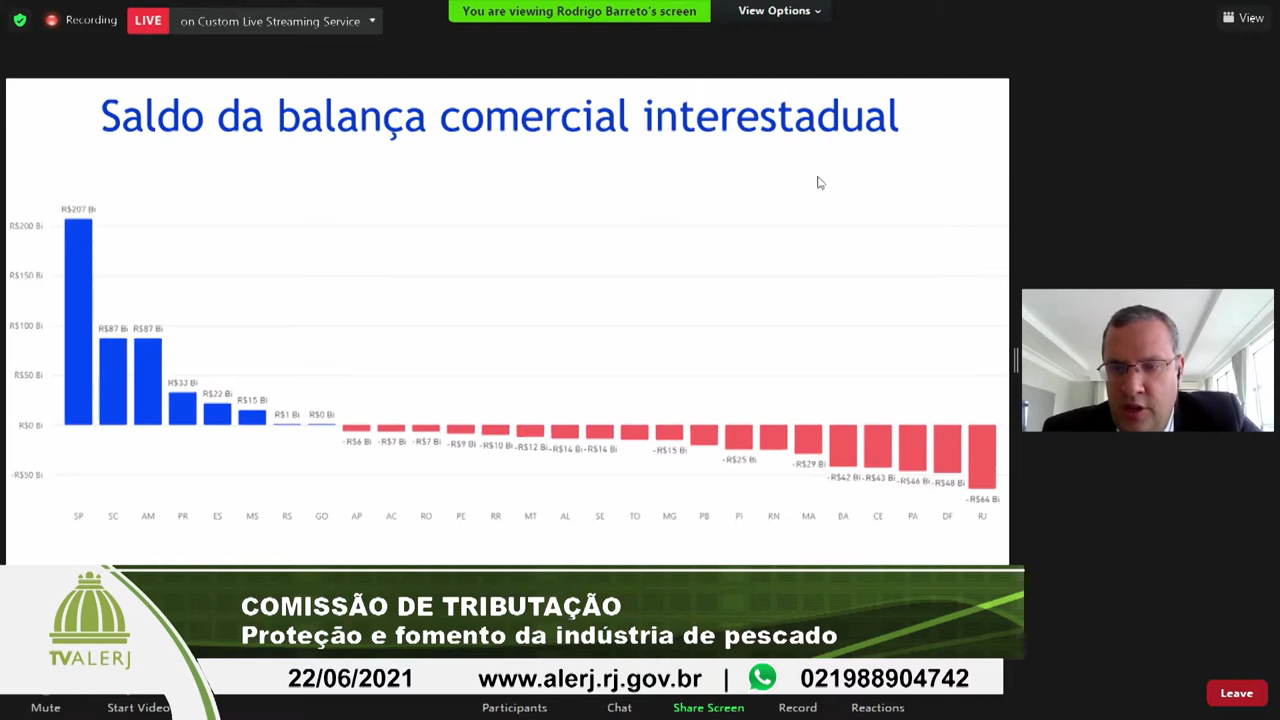 Recording
LIVE
on Custom Live Streaming Service
You are viewing Rodrigo Barreto's screen
View Options
View
Saldo da balança comercial interestadual
R$200 Bi
R$150 Bi
R$100 Bi
R$50 Bi
R$0 Bi
-R$50 Bi
R$207 Bi
R$87 Bi
R$87 Bi
R$33 Bi
R$22 Bi
R$15 Bi
R$1 Bi
R$0 Bi
-R$6 Bi
-R$7 Bi
-R$7 Bi
-R$9 Bi
-R$10 Bi
-R$12 Bi
-R$14 Bi
-R$14 Bi
-R$15 Bi
-R$25 Bi
-R$29 Bi
-R$42 Bi
-R$43 Bi
-R$46 Bi
-R$48 Bi
-R$64 Bi
SP SC AM PR ES MS RS GO AP AC RO PE RR MT AL SE TO MG PB PI RN MA BA CE PA DF RJ
TVALERJ
COMISSÃO DE TRIBUTAÇÃO
Proteção e fomento da indústria de pescado
22/06/2021 www.alerj.rj.gov.br | 021988904742
Mute Start Video Participants Chat Share Screen Record Reactions
Leave